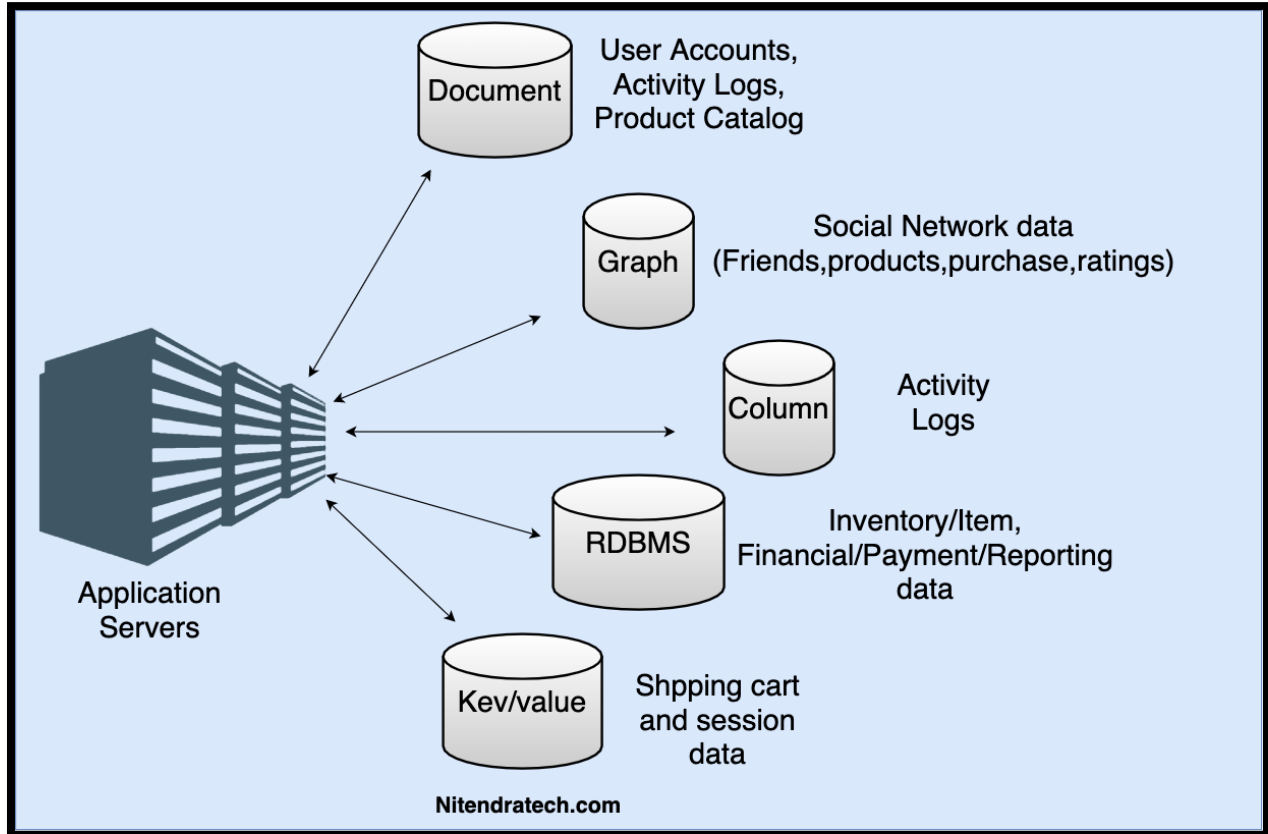 Document
User Accounts,
Activity Logs,
Product Catalog
Graph
Social Network data
(Friends,products,purchase,ratings)
Column
Activity
Logs
RDBMS
Inventory/Item,
Financial/Payment/Reporting
data
Application
Servers
Kev/value
Shpping cart
and session
data
Nitendratech.com